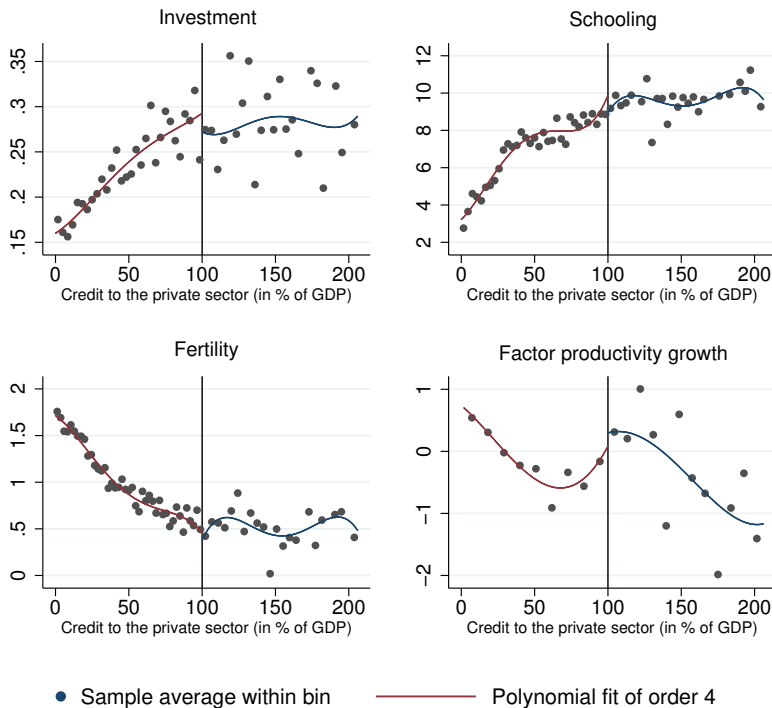 Investment
.35
.3
.25
.2
.15
0 50 100 150 200
Credit to the private sector (in % of GDP)
Schooling
12
10
8
6
4
2
0 50 100 150 200
Credit to the private sector (in % of GDP)
Fertility
2
1.5
1
.5
0
0 50 100 150 200
Credit to the private sector (in % of GDP)
Factor productivity growth
1
0
−1
−2
0 50 100 150 200
Credit to the private sector (in % of GDP)
Sample average within bin
Polynomial fit of order 4